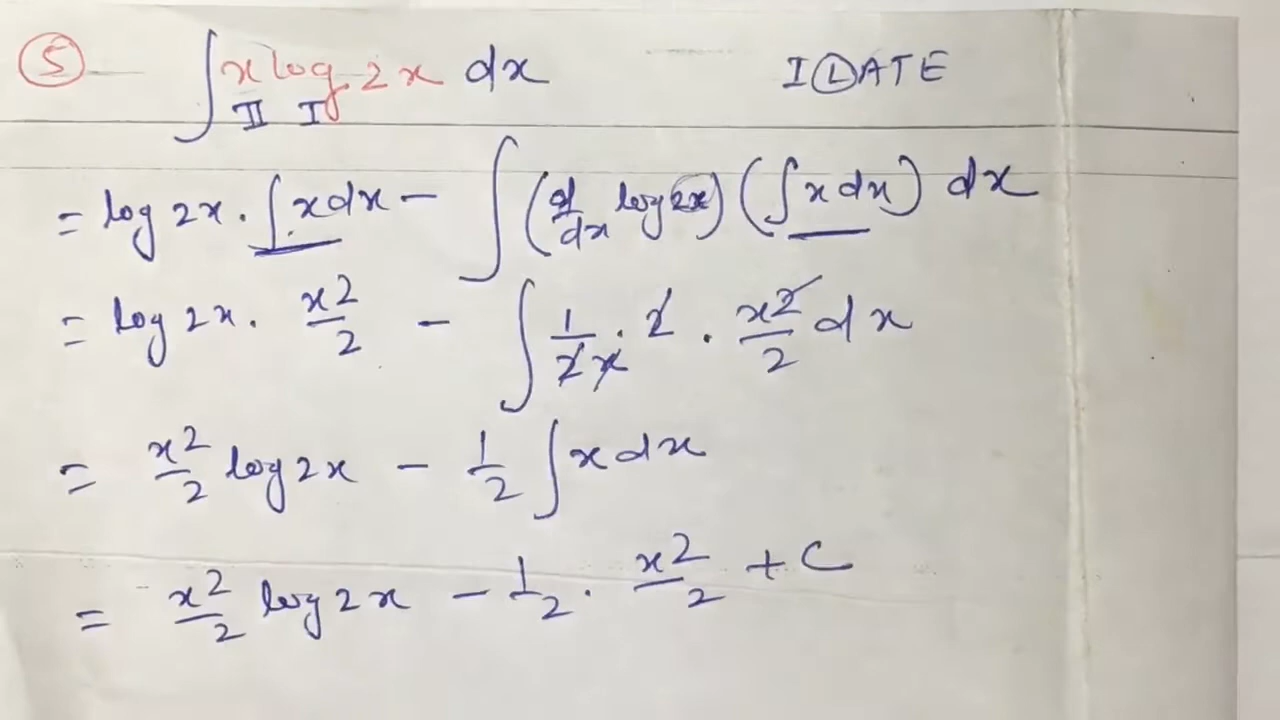 ⑤ ∫ x log 2x dx I Ⓛ A T E
II I
= log 2x . ∫ x dx - ∫ (d/dx log 2x) (∫ x dx) dx
= log 2x . x²/2 - ∫ 1/2x . 2 . x²/2 dx
= x²/2 log 2x - 1/2 ∫ x dx
= x²/2 log 2x - 1/2 . x²/2 + C